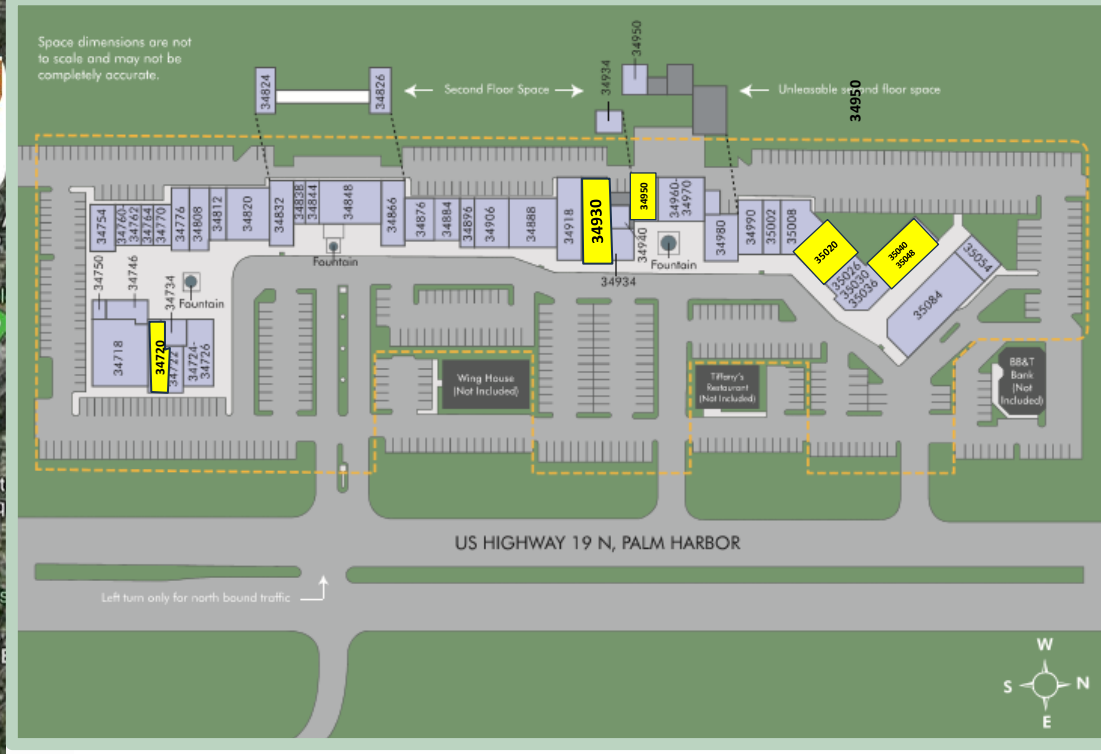 Space dimensions are not
to scale and may not be
completely accurate.
34824
34826
Second Floor Space
34934
34950
Unleasable second floor space
34950
34754
34760-
34762
34764
34770
34776
34808
34812
34820
34832
34838
34844
34848
34866
34876
34884
34896
34906
34888
34918
34930
34950
34960-
34970
34940
34934
34980
34990
35002
35008
35020
35026
35030
35036
35040
35048
35054
35084
Fountain
Fountain
Fountain
34750
34746
34734
34718
34720
34722
34724-
34726
Wing House
(Not Included)
Tiffany's
Restaurant
(Not Included)
BB&T
Bank
(Not
Included)
US HIGHWAY 19 N, PALM HARBOR
Left turn only for north bound traffic
W
S
N
E